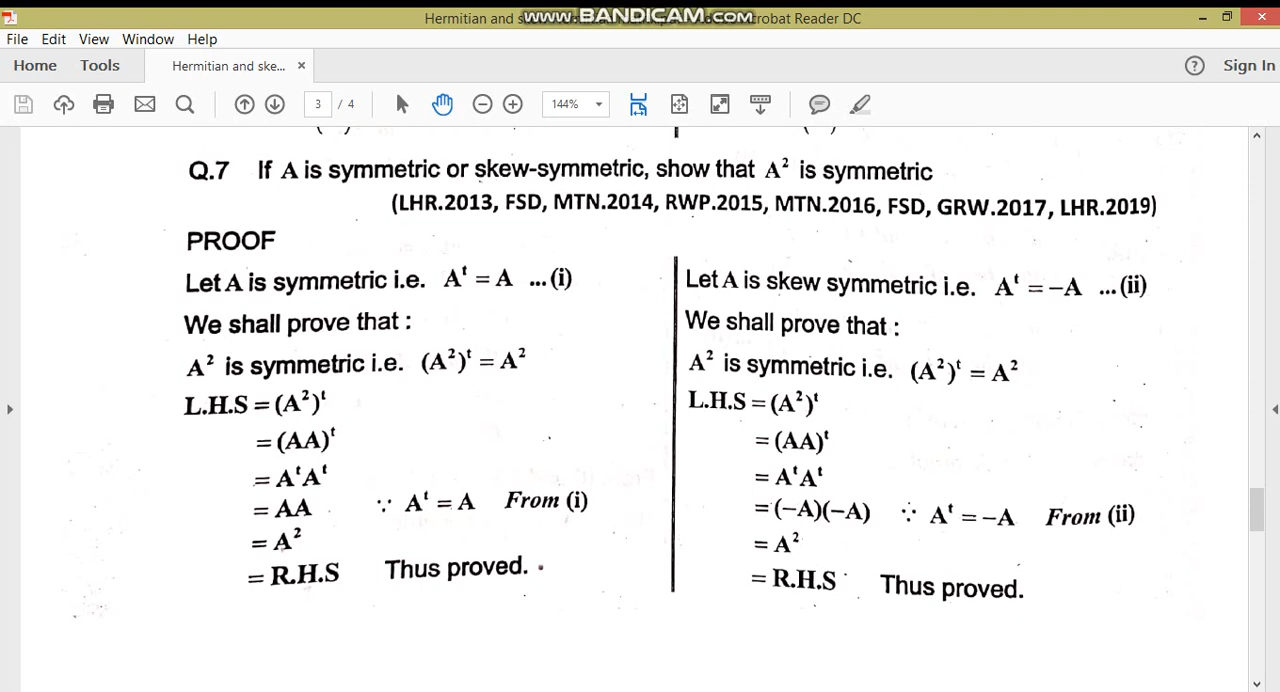 Hermitian and s
www.BANDICAM.com
obat Reader DC
File Edit View Window Help
Home Tools Hermitian and ske... ×
3 / 4 144%
Sign In
Q.7 If A is symmetric or skew-symmetric, show that A² is symmetric
(LHR.2013, FSD, MTN.2014, RWP.2015, MTN.2016, FSD, GRW.2017, LHR.2019)
PROOF
Let A is symmetric i.e. Aᵗ = A ...(i)
We shall prove that :
A² is symmetric i.e. (A²)ᵗ = A²
L.H.S = (A²)ᵗ
= (AA)ᵗ
= AᵗAᵗ
= AA ∵ Aᵗ = A From (i)
= A²
= R.H.S Thus proved.
Let A is skew symmetric i.e. Aᵗ = −A ...(ii)
We shall prove that :
A² is symmetric i.e. (A²)ᵗ = A²
L.H.S = (A²)ᵗ
= (AA)ᵗ
= AᵗAᵗ
= (−A)(−A) ∵ Aᵗ = −A From (ii)
= A²
= R.H.S Thus proved.